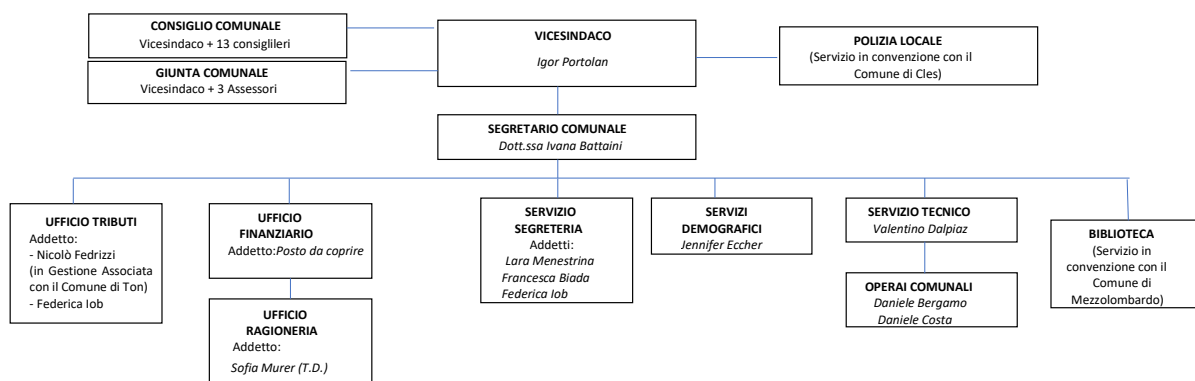 CONSIGLIO COMUNALE
Vicesindaco + 13 consiglileri
GIUNTA COMUNALE
Vicesindaco + 3 Assessori
VICESINDACO
Igor Portolan
POLIZIA LOCALE
(Servizio in convenzione con il
Comune di Cles)
SEGRETARIO COMUNALE
Dott.ssa Ivana Battaini
UFFICIO TRIBUTI
Addetto:
- Nicolò Fedrizzi
(in Gestione Associata
con il Comune di Ton)
- Federica Iob
UFFICIO
FINANZIARIO
Addetto:Posto da coprire
UFFICIO
RAGIONERIA
Addetto:
Sofia Murer (T.D.)
SERVIZIO
SEGRETERIA
Addetti:
Lara Menestrina
Francesca Biada
Federica Iob
SERVIZI
DEMOGRAFICI
Jennifer Eccher
SERVIZIO TECNICO
Valentino Dalpiaz
OPERAI COMUNALI
Daniele Bergamo
Daniele Costa
BIBLIOTECA
(Servizio in
convenzione con il
Comune di
Mezzolombardo)